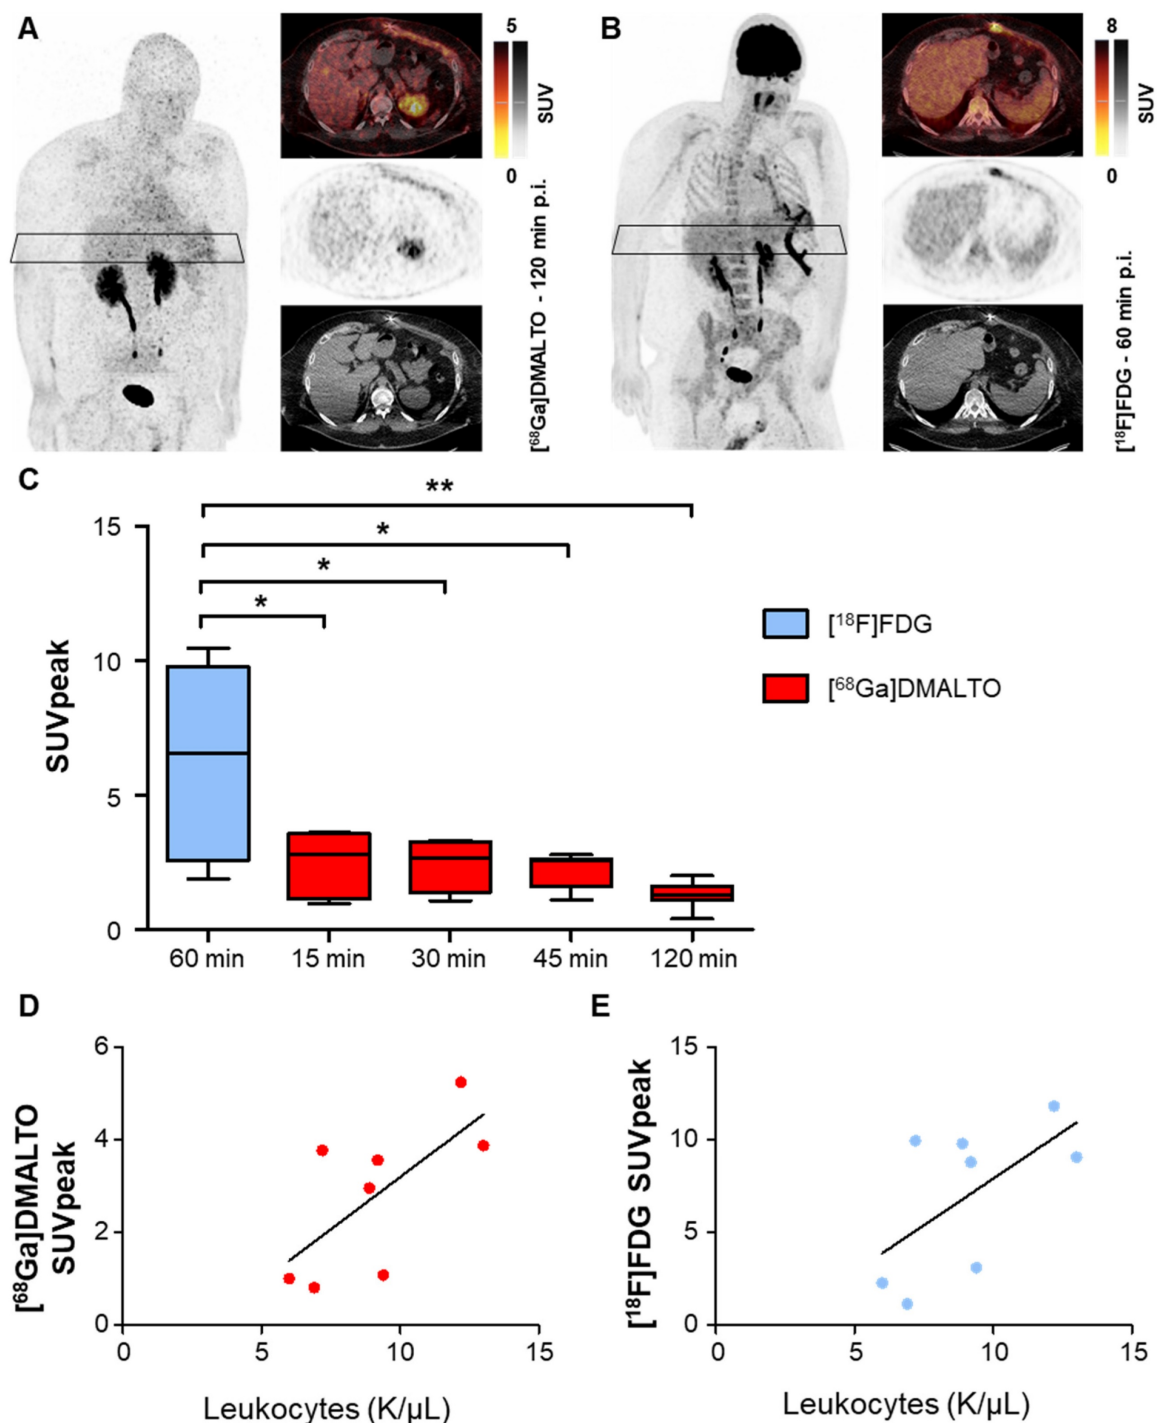 A
5
SUV
0
[⁶⁸Ga]DMALTO - 120 min p.i.
B
8
SUV
0
[¹⁸F]FDG - 60 min p.i.
C
**
*
*
*
15
10
5
0
SUVpeak
60 min 15 min 30 min 45 min 120 min
[¹⁸F]FDG
[⁶⁸Ga]DMALTO
D
[⁶⁸Ga]DMALTO
SUVpeak
6
4
2
0
0 5 10 15
Leukocytes (K/µL)
E
[¹⁸F]FDG SUVpeak
15
10
5
0
0 5 10 15
Leukocytes (K/µL)